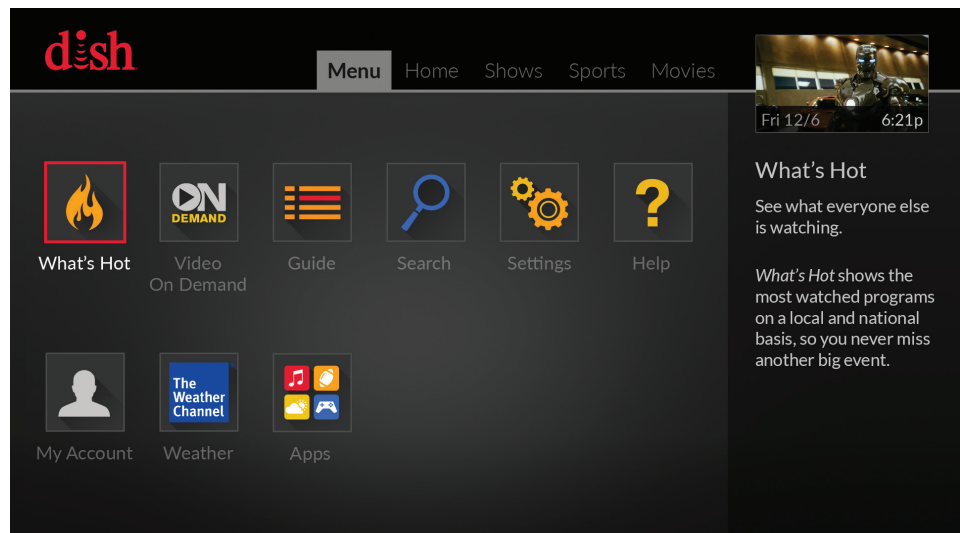 dish
Menu Home Shows Sports Movies
Fri 12/6 6:21p
What's Hot
See what everyone else
is watching.
What's Hot shows the
most watched programs
on a local and national
basis, so you never miss
another big event.
ON
DEMAND
What's Hot
Video
On Demand
Guide
Search
Settings
?
Help
My Account
The
Weather
Channel
Weather
Apps